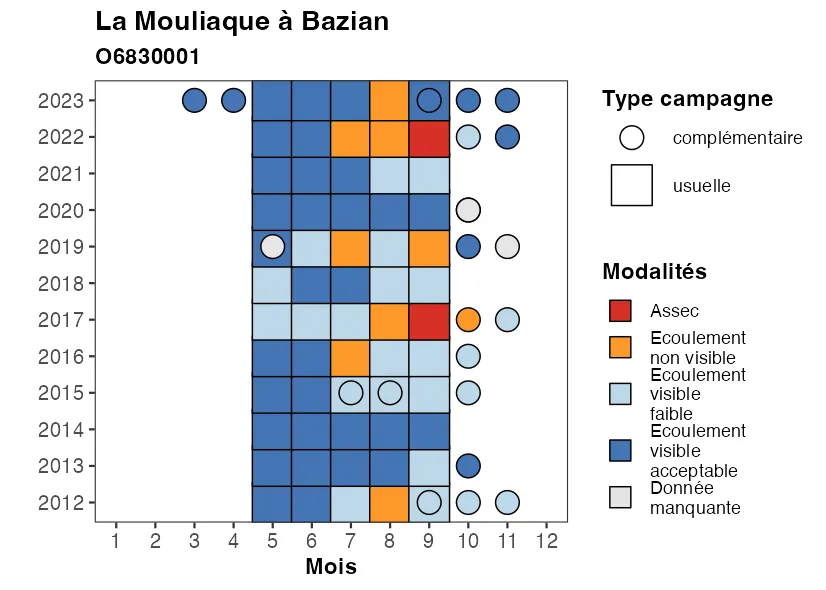 La Mouliaque à Bazian
O6830001
2023
2022
2021
2020
2019
2018
2017
2016
2015
2014
2013
2012
1 2 3 4 5 6 7 8 9 10 11 12
Mois
Type campagne
complémentaire
usuelle
Modalités
Assec
Ecoulement
non visible
Ecoulement
visible
faible
Ecoulement
visible
acceptable
Donnée
manquante